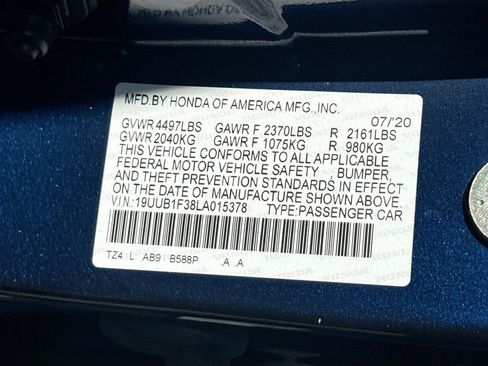 MFD.BY HONDA OF AMERICA MFG.,INC.
07/20
GVWR 4497LBS GAWR F 2370LBS R 2161LBS
GVWR 2040KG GAWR F 1075KG R 980KG
THIS VEHICLE CONFORMS TO ALL APPLICABLE
FEDERAL MOTOR VEHICLE SAFETY , BUMPER,
AND THEFT PREVENTION STANDARDS IN EFFECT
ON THE DATE OF MANUFACTURE SHOWN ABOVE.
V.I.N: 19UUB1F38LA015378 TYPE:PASSENGER CAR
TZ4 L AB9 B588P .A .A